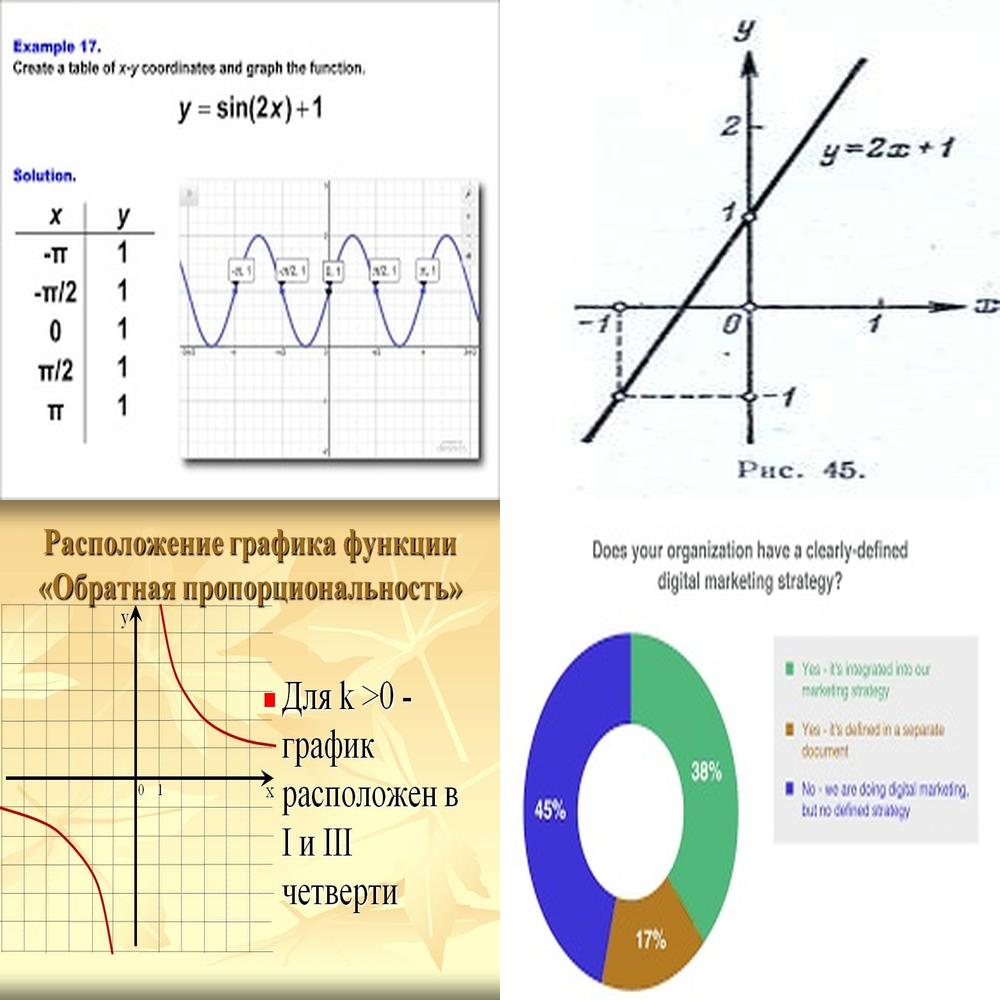 Example 17.
Create a table of x-y coordinates and graph the function.
y = sin(2x) + 1
Solution.
x y
-π 1
-π/2 1
0 1
π/2 1
π 1
-π, 1
-π/2, 1
0, 1
π/2, 1
π, 1
desmos
y
2
y=2x+1
1
-1 0 1 x
-1
Рис. 45.
Расположение графика функции
«Обратная пропорциональность»
y
0 1 x
Для k >0 -
график
расположен в
I и III
четверти
Does your organization have a clearly-defined
digital marketing strategy?
38%
45%
17%
Yes - it's integrated into our
marketing strategy
Yes - it's defined in a separate
document
No - we are doing digital marketing,
but no defined strategy